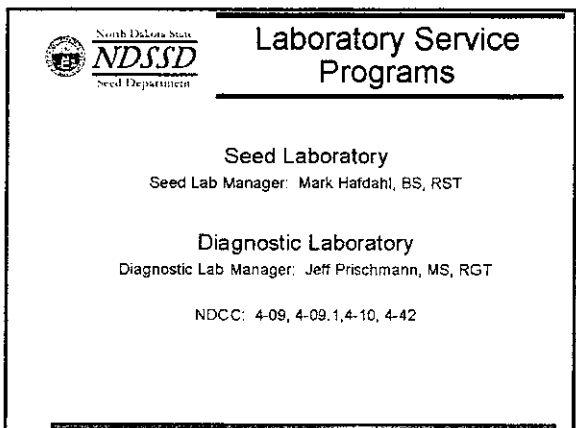 North Dakota State
NDSSD
Seed Department
Laboratory Service
Programs
Seed Laboratory
Seed Lab Manager: Mark Hafdahl, BS, RST
Diagnostic Laboratory
Diagnostic Lab Manager: Jeff Prischmann, MS, RGT
NDCC: 4-09, 4-09.1,4-10, 4-42